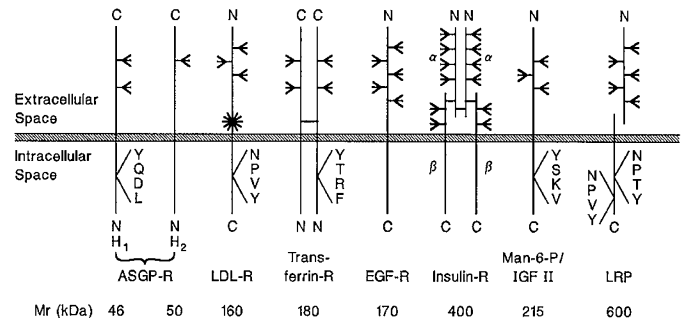 C C N C C N N N N N
α α
Extracellular
Space
Intracellular
Space
Y Q D L
N P V Y
Y T R F
β β
Y S K V
N P V Y
N P T Y
N N C N N C C C C C
H1 H2
ASGP-R LDL-R Trans-
ferrin-R EGF-R Insulin-R Man-6-P/
IGF II LRP
Mr (kDa) 46 50 160 180 170 400 215 600